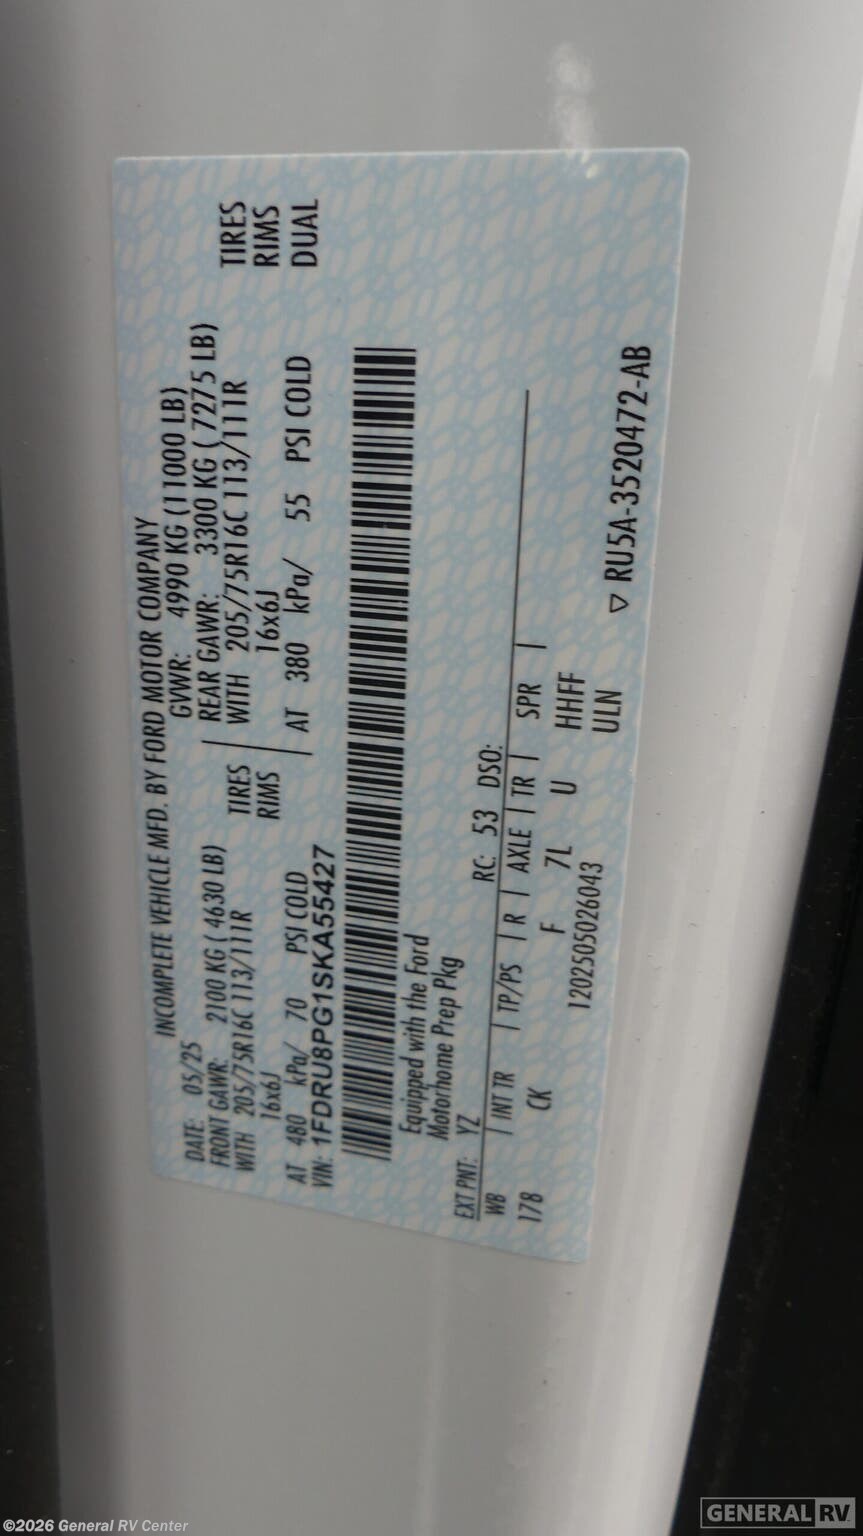 INCOMPLETE VEHICLE MFD. BY FORD MOTOR COMPANY
DATE: 05/25 GVWR: 4990 KG (11000 LB)
FRONT GAWR: 2100 KG ( 4630 LB) REAR GAWR: 3300 KG ( 7275 LB)
WITH 205/75R16C 113/111R TIRES WITH 205/75R16C 113/111R TIRES
16x6J RIMS 16x6J RIMS
AT 480 kPa/ 70 PSI COLD AT 380 kPa/ 55 PSI COLD DUAL
VIN: 1FDRU8PG1SKA55427
Equipped with the Ford
Motorhome Prep Pkg
EXT PNT: YZ RC: 53 DSO:
WB | INT TR | TP/PS | R | AXLE | TR | SPR |
178 CK F 7L U HHFF
1202505026043 ULN
▽ RU5A-3520472-AB
©2026 General RV Center
GENERAL RV